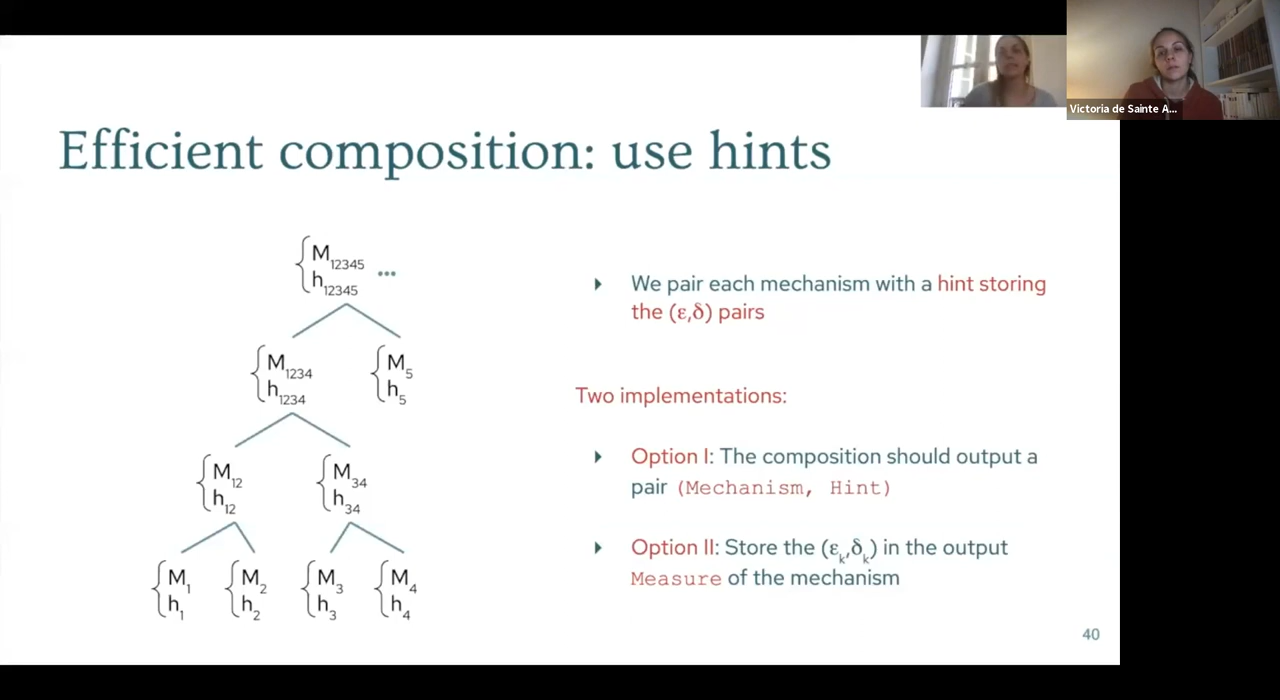 Victoria de Sainte A...
Efficient composition: use hints
M₁₂₃₄₅ ...
h₁₂₃₄₅
M₁₂₃₄ M₅
h₁₂₃₄ h₅
M₁₂ M₃₄
h₁₂ h₃₄
M₁ M₂ M₃ M₄
h₁ h₂ h₃ h₄
We pair each mechanism with a hint storing
the (ε,δ) pairs
Two implementations:
Option I: The composition should output a
pair (Mechanism, Hint)
Option II: Store the (εₖ,δₖ) in the output
Measure of the mechanism
40